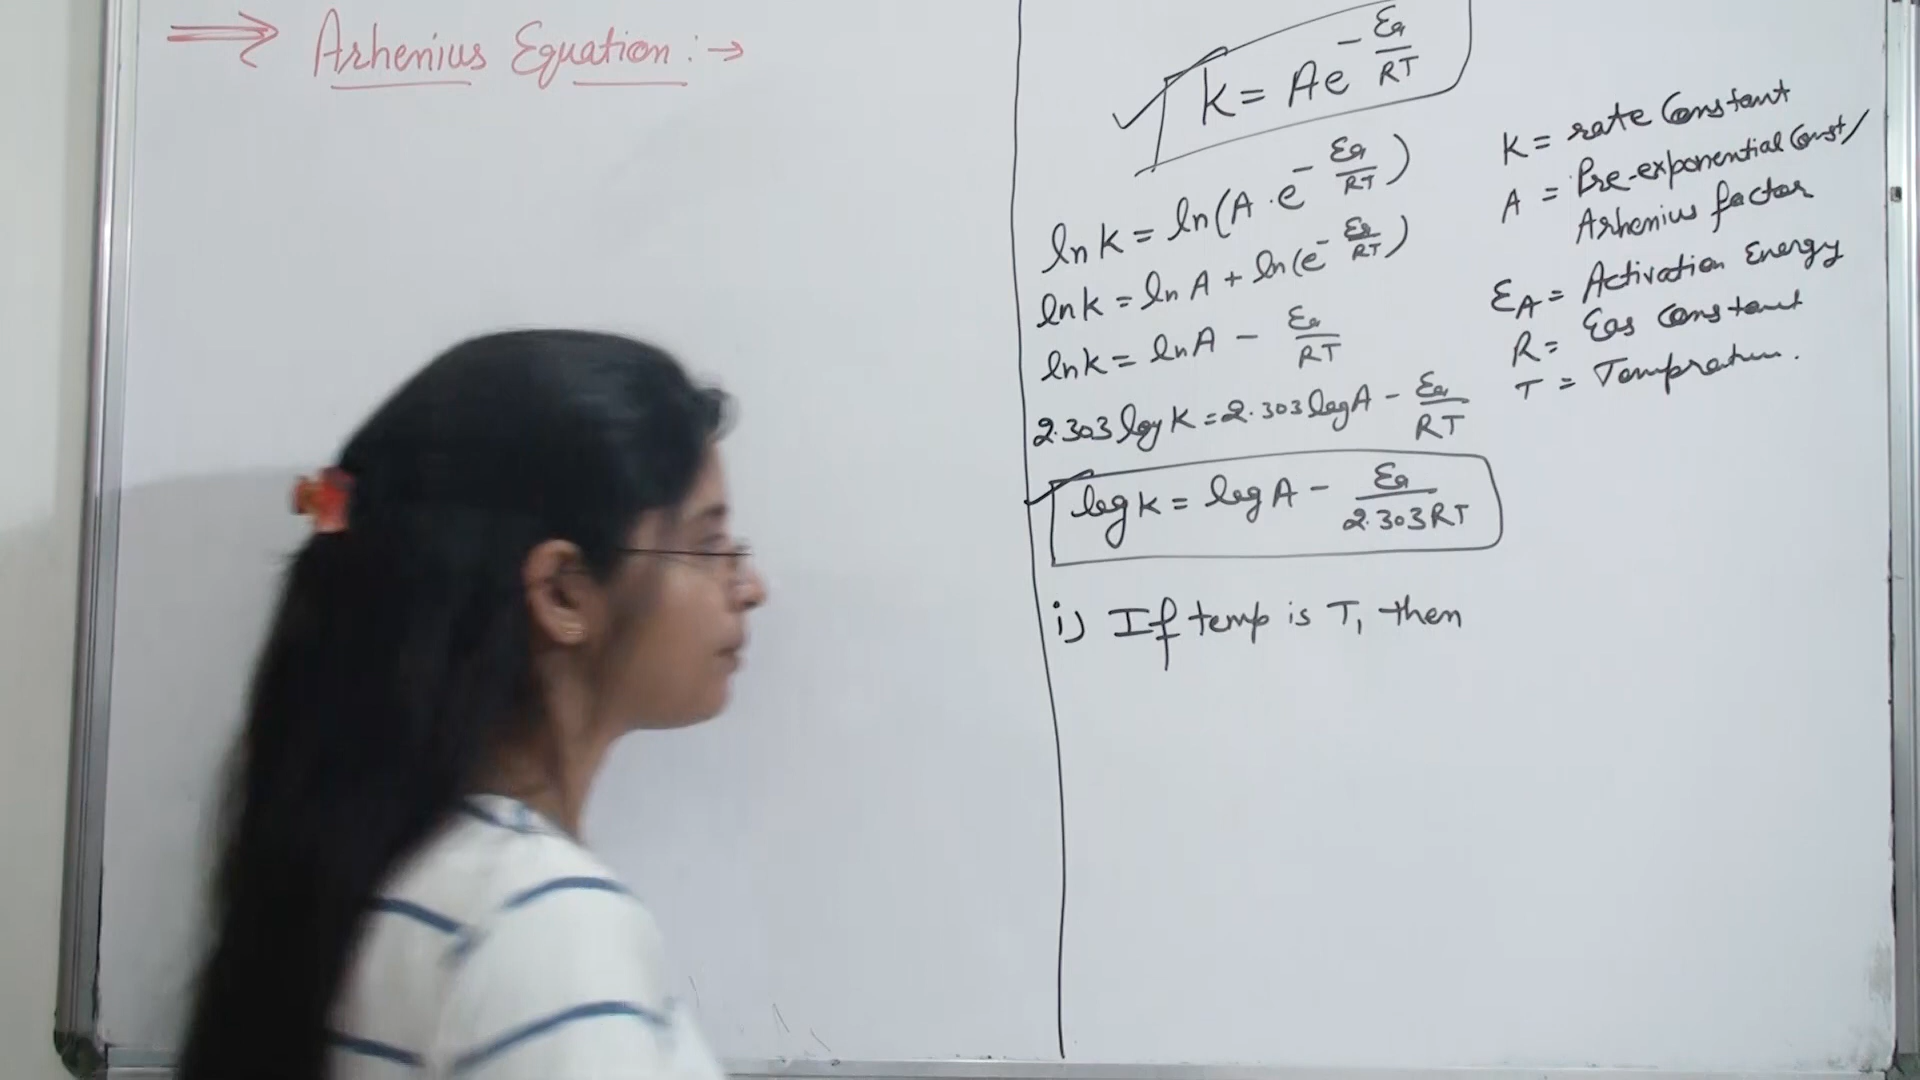 ⇒ Arhenius Equation :→
K = Ae^(-Ea/RT)
ln K = ln(A · e^(-Ea/RT))
ln K = ln A + ln(e^(-Ea/RT))
ln K = ln A - Ea/RT
2.303 log K = 2.303 log A - Ea/RT
log K = log A - Ea/2.303RT
i) If temp is T₁ then
K = rate Constant
A = Pre-exponential Const/
Arhenius factor
EA = Activation Energy
R = Gas Constant
T = Tempratum.